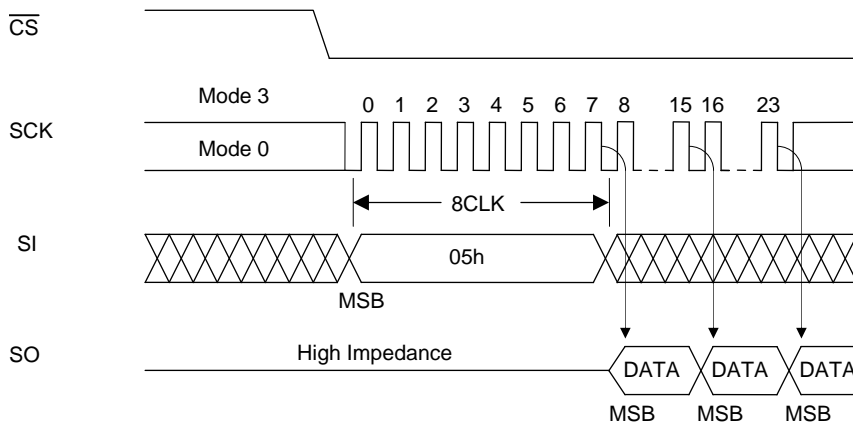 CS
Mode 3
0 1 2 3 4 5 6 7 8 15 16 23
SCK
Mode 0
8CLK
SI
05h
MSB
SO
High Impedance
DATA DATA DATA
MSB MSB MSB